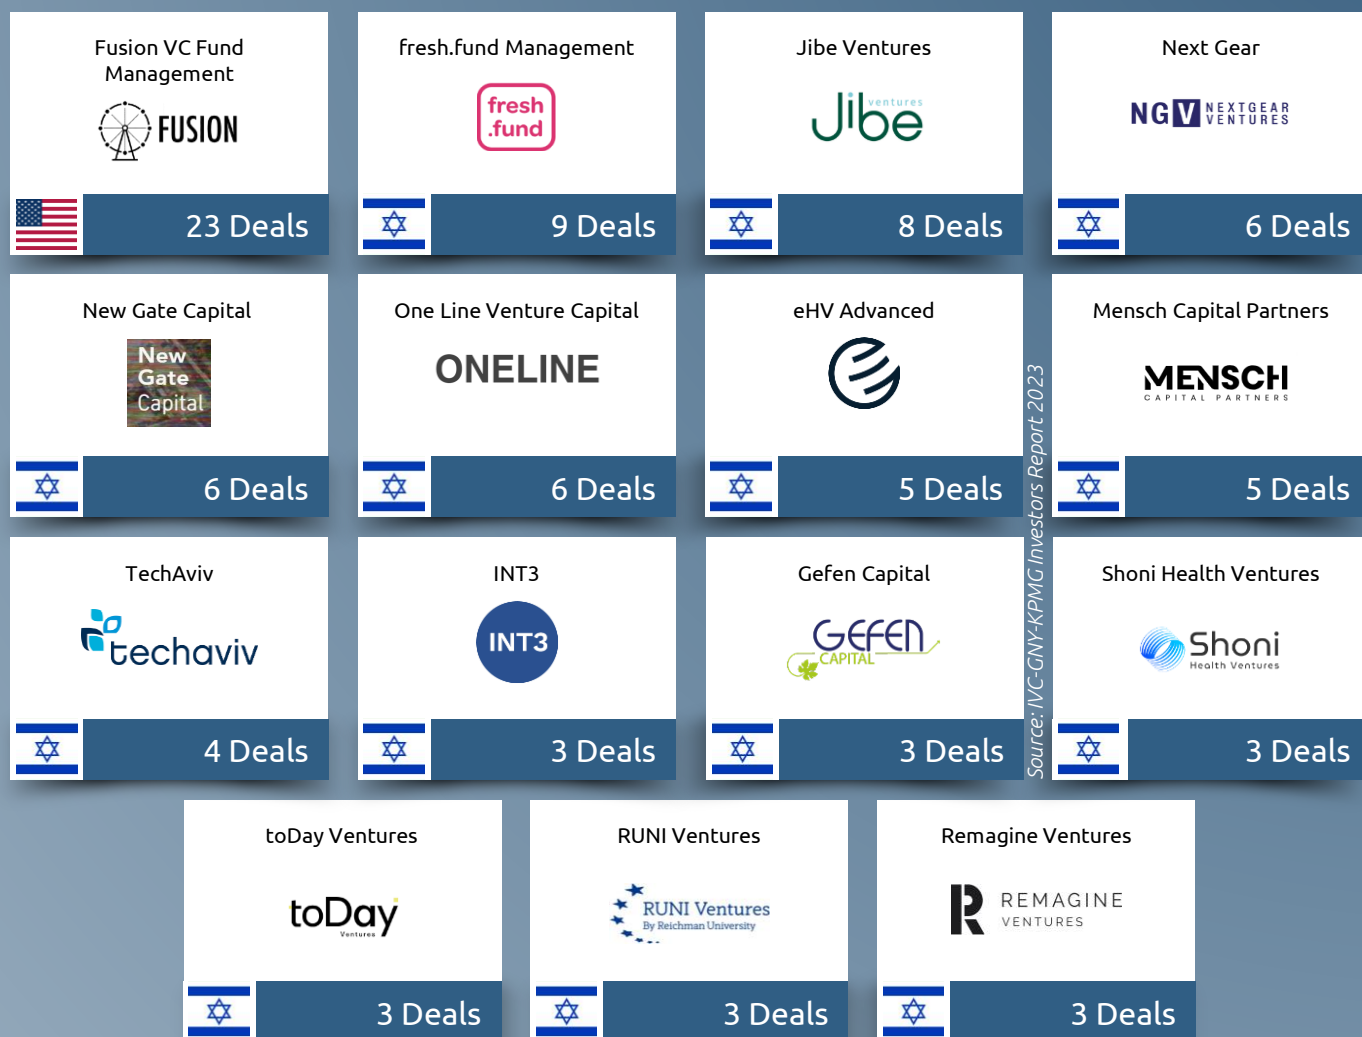 Fusion VC Fund
Management
FUSION
23 Deals
fresh.fund Management
fresh
.fund
9 Deals
Jibe Ventures
ventures
Jibe
8 Deals
Next Gear
NGV NEXTGEAR
VENTURES
6 Deals
New Gate Capital
New
Gate
Capital
6 Deals
One Line Venture Capital
ONELINE
6 Deals
eHV Advanced
5 Deals
Mensch Capital Partners
MENSCH
CAPITAL PARTNERS
5 Deals
Source: IVC-GNY-KPMG Investors Report 2023
TechAviv
techaviv
4 Deals
INT3
INT3
3 Deals
Gefen Capital
GEFEN
CAPITAL
3 Deals
Shoni Health Ventures
Shoni
Health Ventures
3 Deals
toDay Ventures
toDay
Ventures
3 Deals
RUNI Ventures
RUNI Ventures
By Reichman University
3 Deals
Remagine Ventures
R REMAGINE
VENTURES
3 Deals